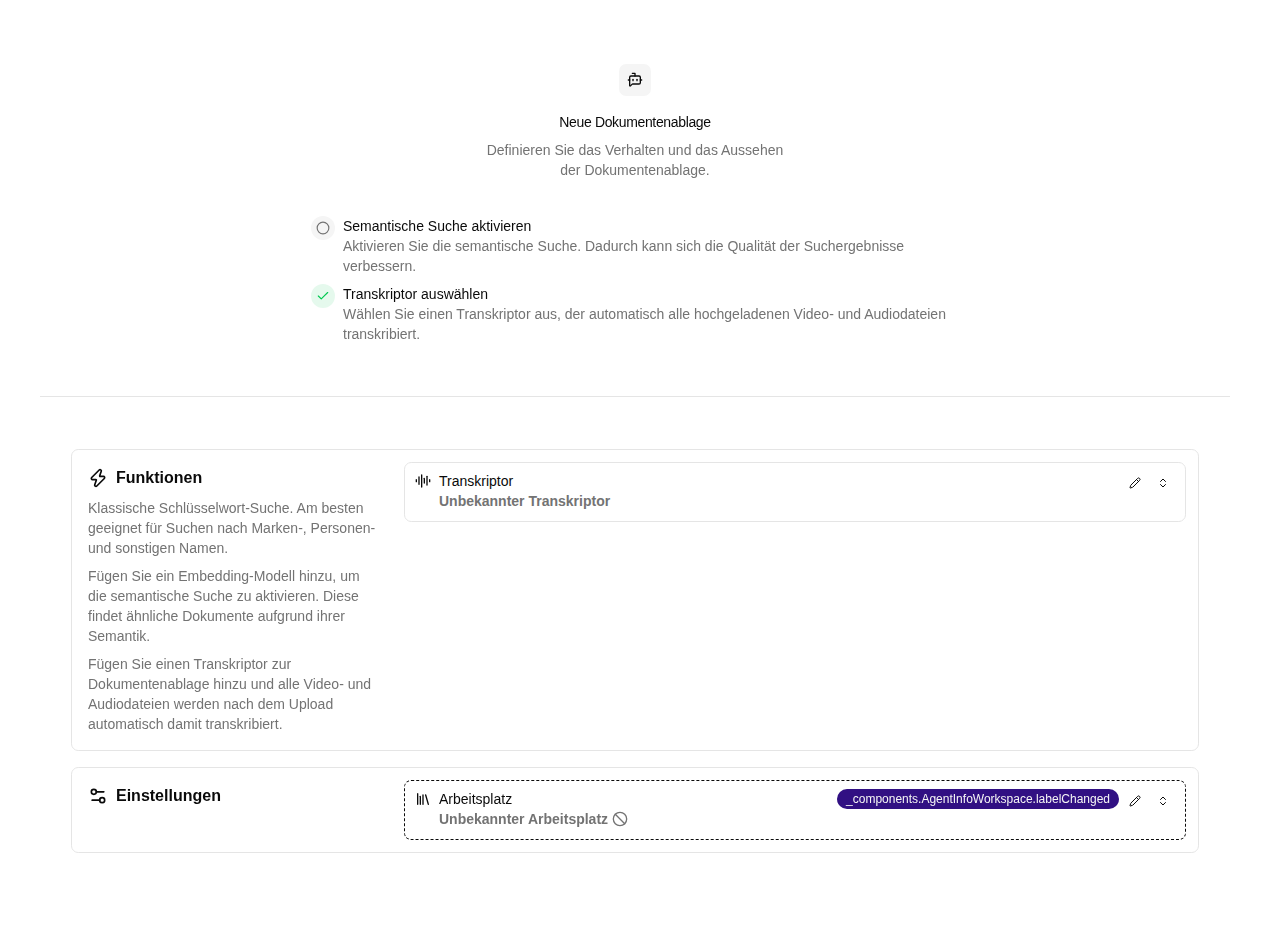 Neue Dokumentenablage
Definieren Sie das Verhalten und das Aussehen
der Dokumentenablage.
Semantische Suche aktivieren
Aktivieren Sie die semantische Suche. Dadurch kann sich die Qualität der Suchergebnisse
verbessern.
Transkriptor auswählen
Wählen Sie einen Transkriptor aus, der automatisch alle hochgeladenen Video- und Audiodateien
transkribiert.
Funktionen
Klassische Schlüsselwort-Suche. Am besten
geeignet für Suchen nach Marken-, Personen-
und sonstigen Namen.
Fügen Sie ein Embedding-Modell hinzu, um
die semantische Suche zu aktivieren. Diese
findet ähnliche Dokumente aufgrund ihrer
Semantik.
Fügen Sie einen Transkriptor zur
Dokumentenablage hinzu und alle Video- und
Audiodateien werden nach dem Upload
automatisch damit transkribiert.
Transkriptor
Unbekannter Transkriptor
Einstellungen
Arbeitsplatz
_components.AgentInfoWorkspace.labelChanged
Unbekannter Arbeitsplatz